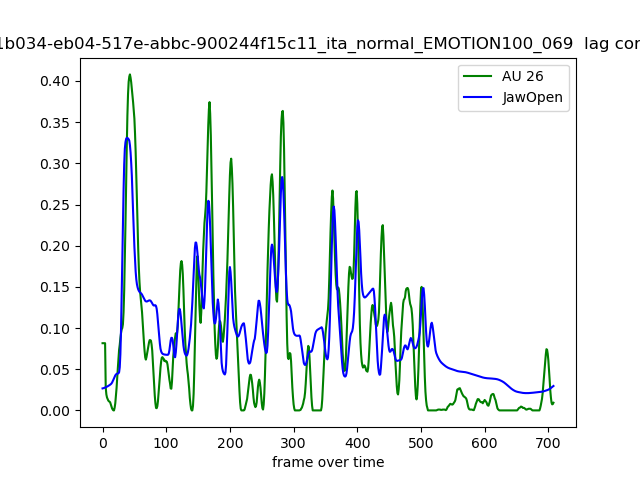 1b034-eb04-517e-abbc-900244f15c11_ita_normal_EMOTION100_069 lag cor
AU 26
JawOpen
0.40
0.35
0.30
0.25
0.20
0.15
0.10
0.05
0.00
0 100 200 300 400 500 600 700
frame over time